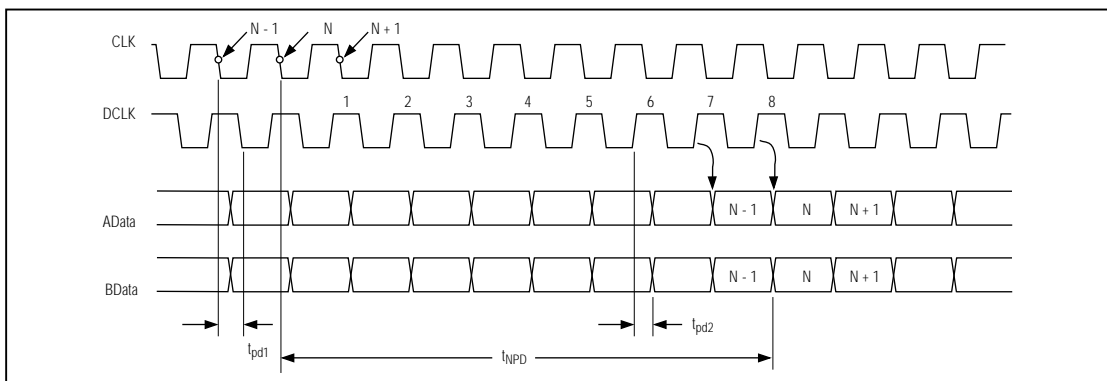 CLK
N - 1
N
N + 1
DCLK
1 2 3 4 5 6 7 8
AData
N - 1 N N + 1
BData
N - 1 N N + 1
tpd1
tpd2
tNPD